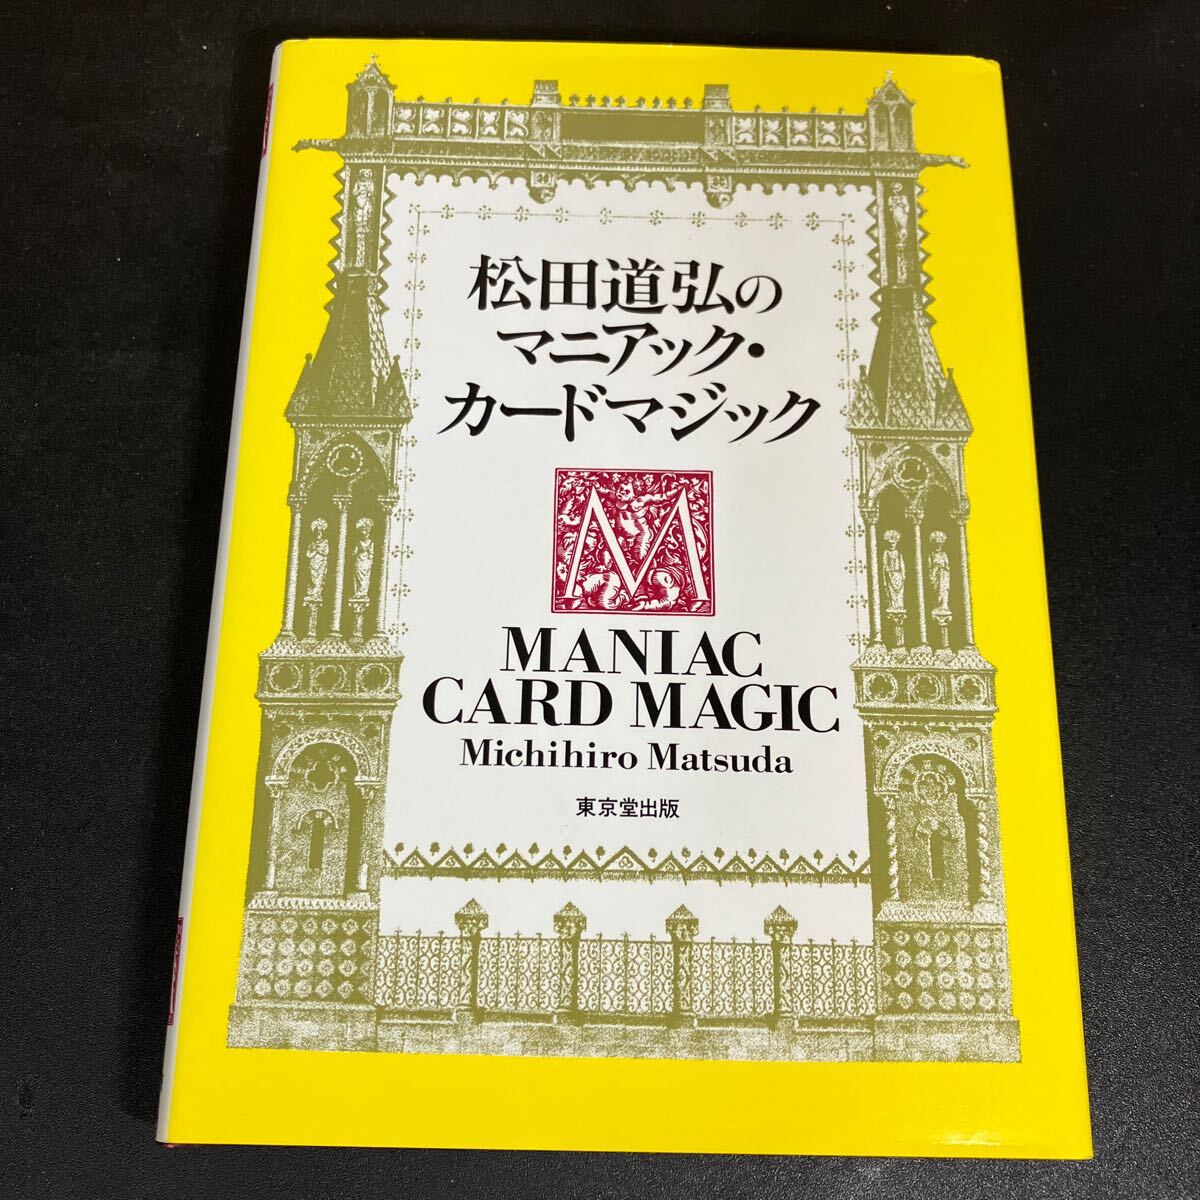 松田道弘の
マニアック・
カードマジック
M
MANIAC
CARD MAGIC
Michihiro Matsuda
東京堂出版